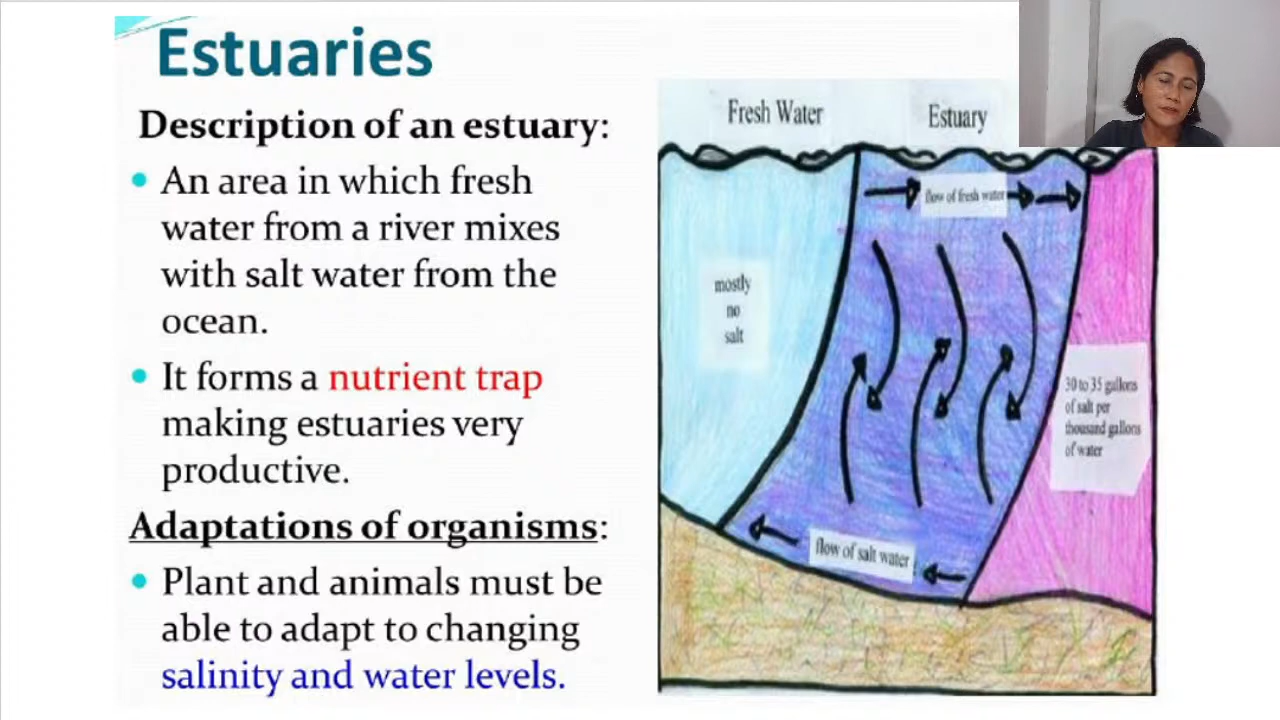 Estuaries
Description of an estuary:
• An area in which fresh
water from a river mixes
with salt water from the
ocean.
• It forms a nutrient trap
making estuaries very
productive.
Adaptations of organisms:
• Plant and animals must be
able to adapt to changing
salinity and water levels.
Fresh Water
Estuary
flow of fresh water
mostly
no
salt
30 to 35 gallons
of salt per
thousand gallons
of water
flow of salt water